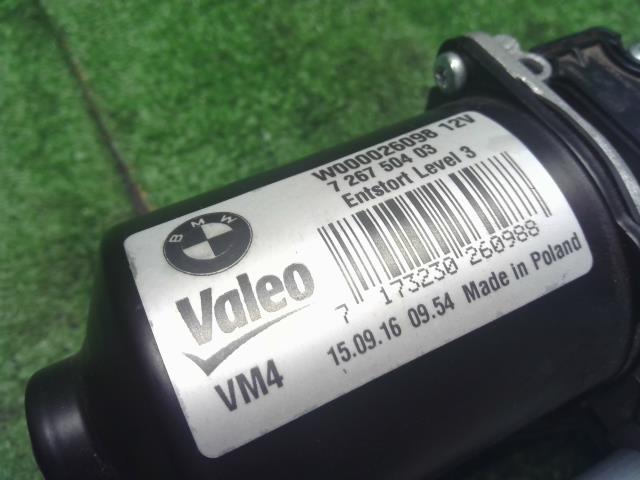 W000026098 12V
7 267 504 03
Entstort Level 3
BMW
Valeo
7 173230 260988
VM4
15.09.16 09.54 Made in Poland